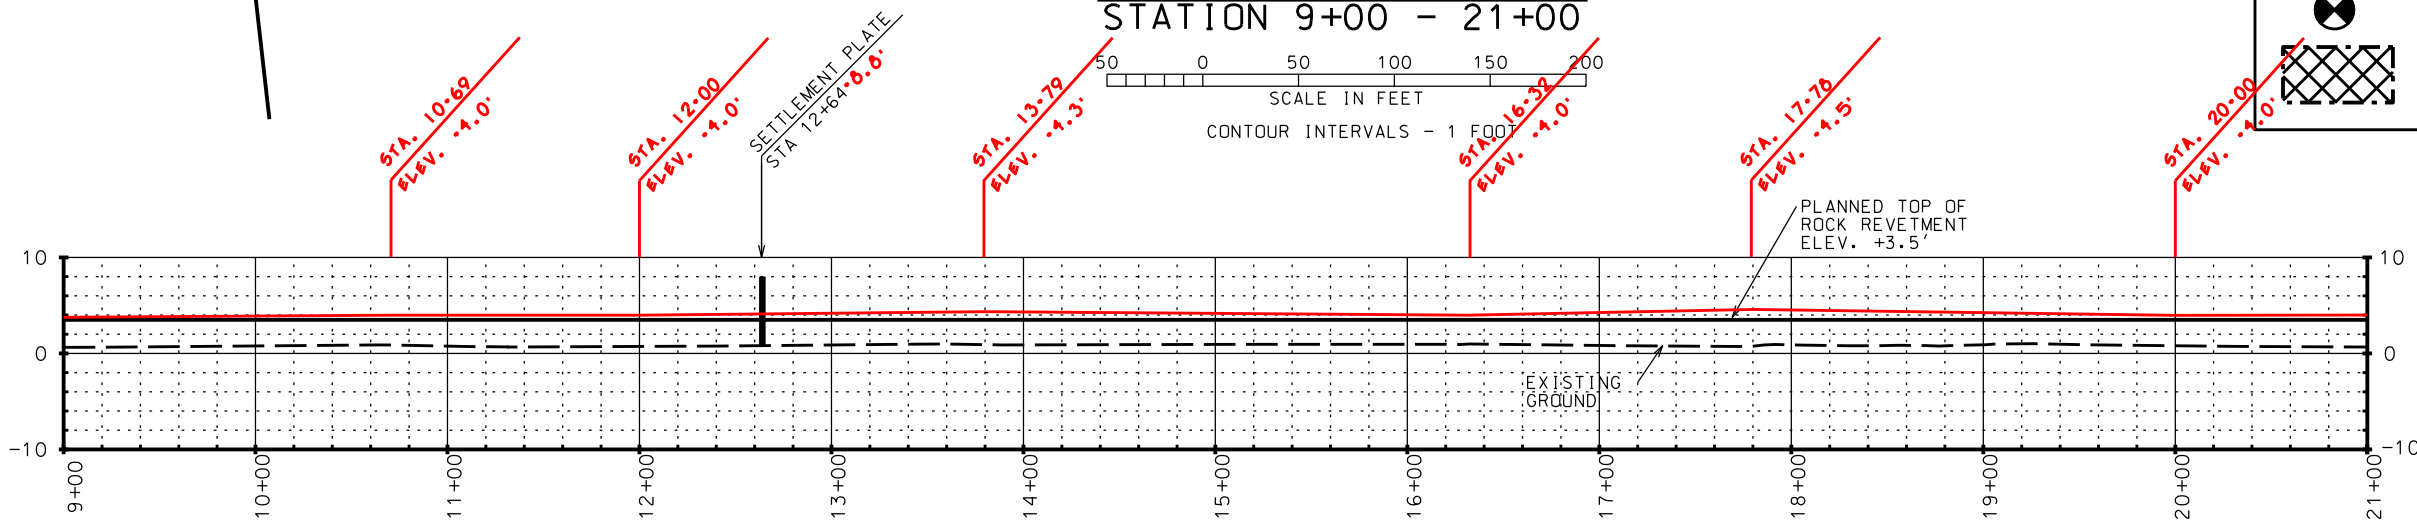 STATION 9+00 - 21+00
50 0 50 100 150 200
SCALE IN FEET
CONTOUR INTERVALS - 1 FOOT
STA. 10+69
ELEV. +4.0'
STA. 12+00
ELEV. +4.0'
SETTLEMENT PLATE
STA 12+64 +8.8'
STA. 13+79
ELEV. +4.3'
STA. 16+32
ELEV. +4.0'
STA. 17+78
ELEV. +4.5'
STA. 20+00
ELEV. +4.0'
PLANNED TOP OF
ROCK REVETMENT
ELEV. +3.5'
10 10
0 0
EXISTING
GROUND
-10 -10
9+00 10+00 11+00 12+00 13+00 14+00 15+00 16+00 17+00 18+00 19+00 20+00 21+00